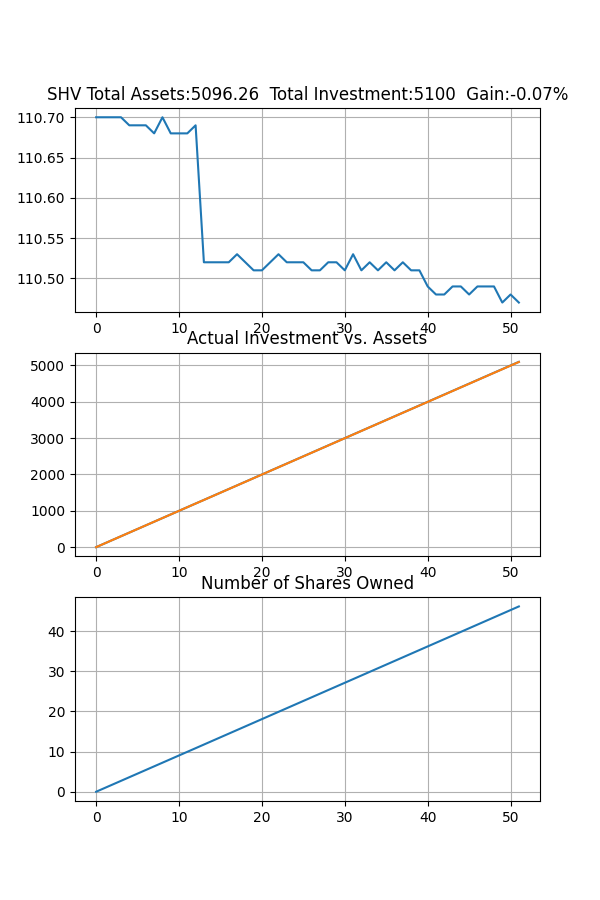 SHV Total Assets:5096.26  Total Investment:5100  Gain:-0.07%
110.70
110.65
110.60
110.55
110.50
0 10 20 30 40 50
Actual Investment vs. Assets
5000
4000
3000
2000
1000
0
0 10 20 30 40 50
Number of Shares Owned
40
30
20
10
0
0 10 20 30 40 50